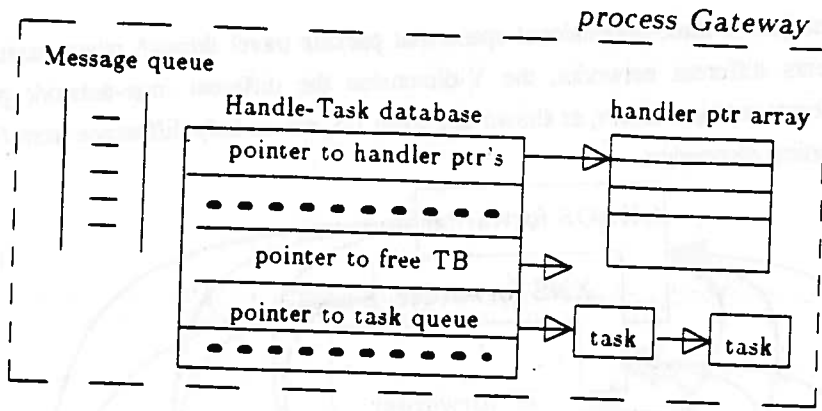 process Gateway
Message queue
Handle-Task database
handler ptr array
pointer to handler ptr's
pointer to free TB
pointer to task queue
task
task